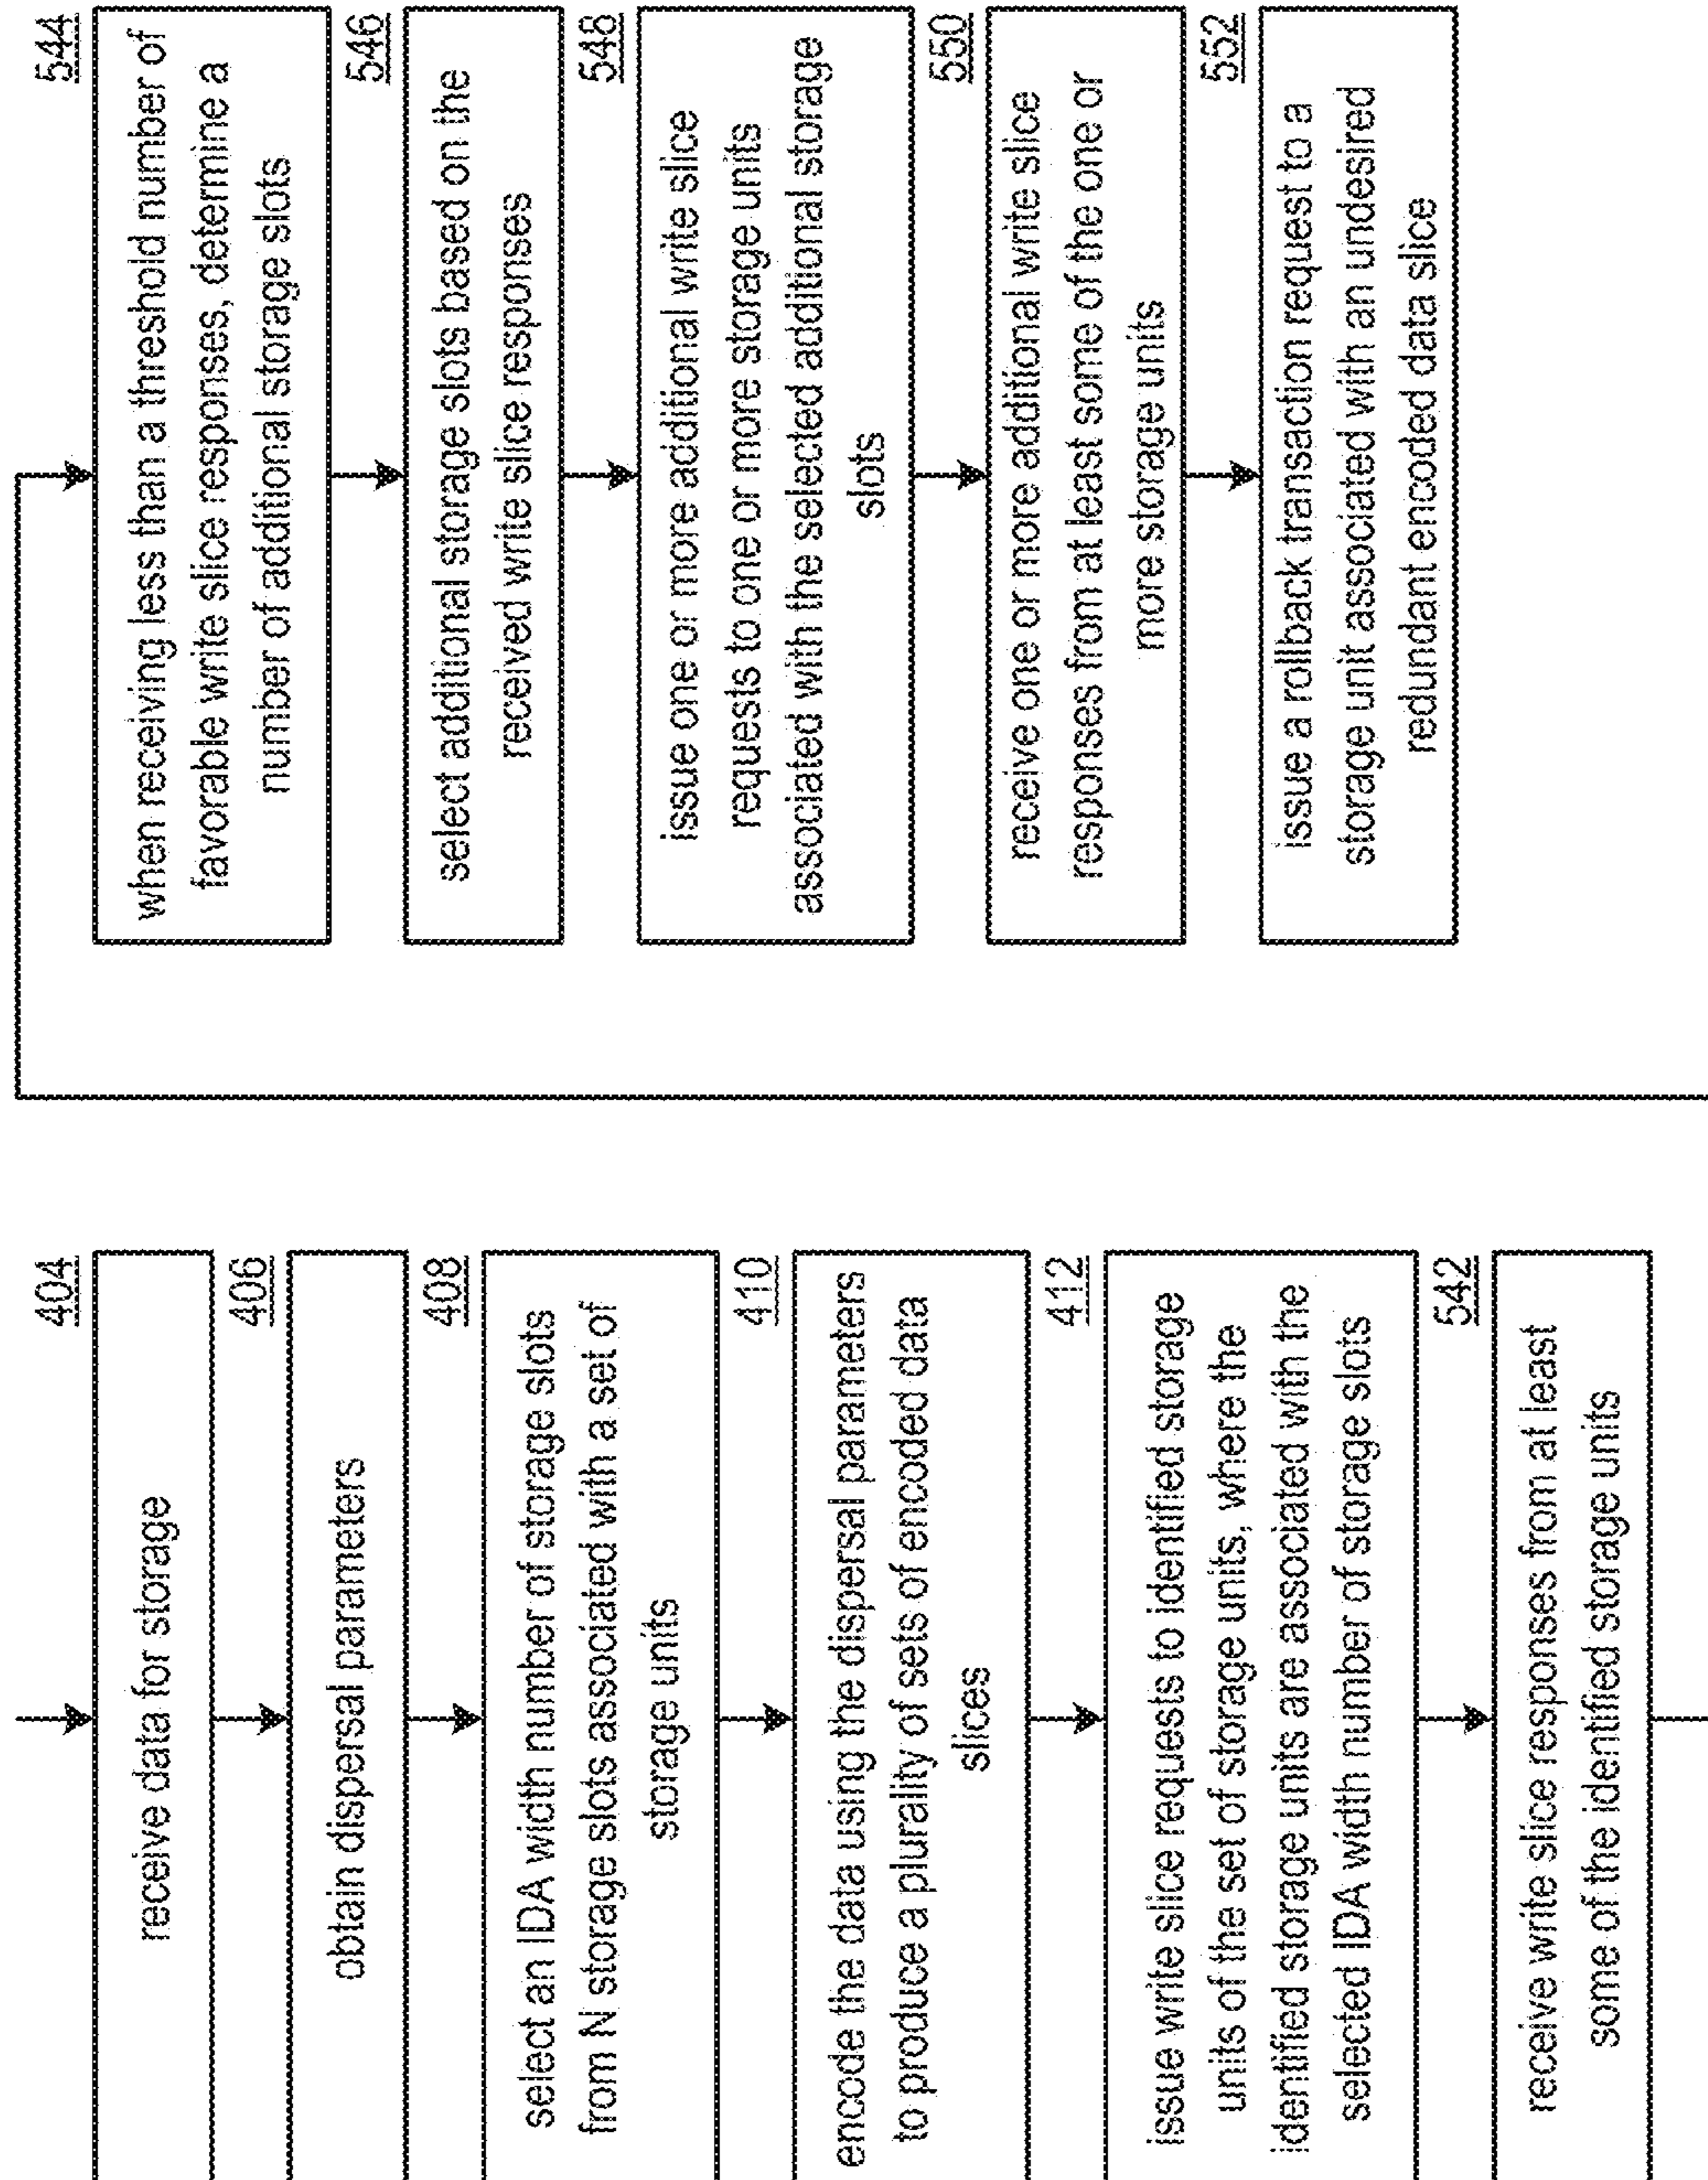 404
receive data for storage
406
obtain dispersal parameters
408
select an IDA width number of storage slots
from N storage slots associated with a set of
storage units
410
encode the data using the dispersal parameters
to produce a plurality of sets of encoded data
slices
412
issue write slice requests to identified storage
units of the set of storage units, where the
identified storage units are associated with the
selected IDA width number of storage slots
542
receive write slice responses from at least
some of the identified storage units
544
when receiving less than a threshold number of
favorable write slice responses, determine a
number of additional storage slots
546
select additional storage slots based on the
received write slice responses
548
issue one or more additional write slice
requests to one or more storage units
associated with the selected additional storage
slots
550
receive one or more additional write slice
responses from at least some of the one or
more storage units
552
issue a rollback transaction request to a
storage unit associated with an undesired
redundant encoded data slice